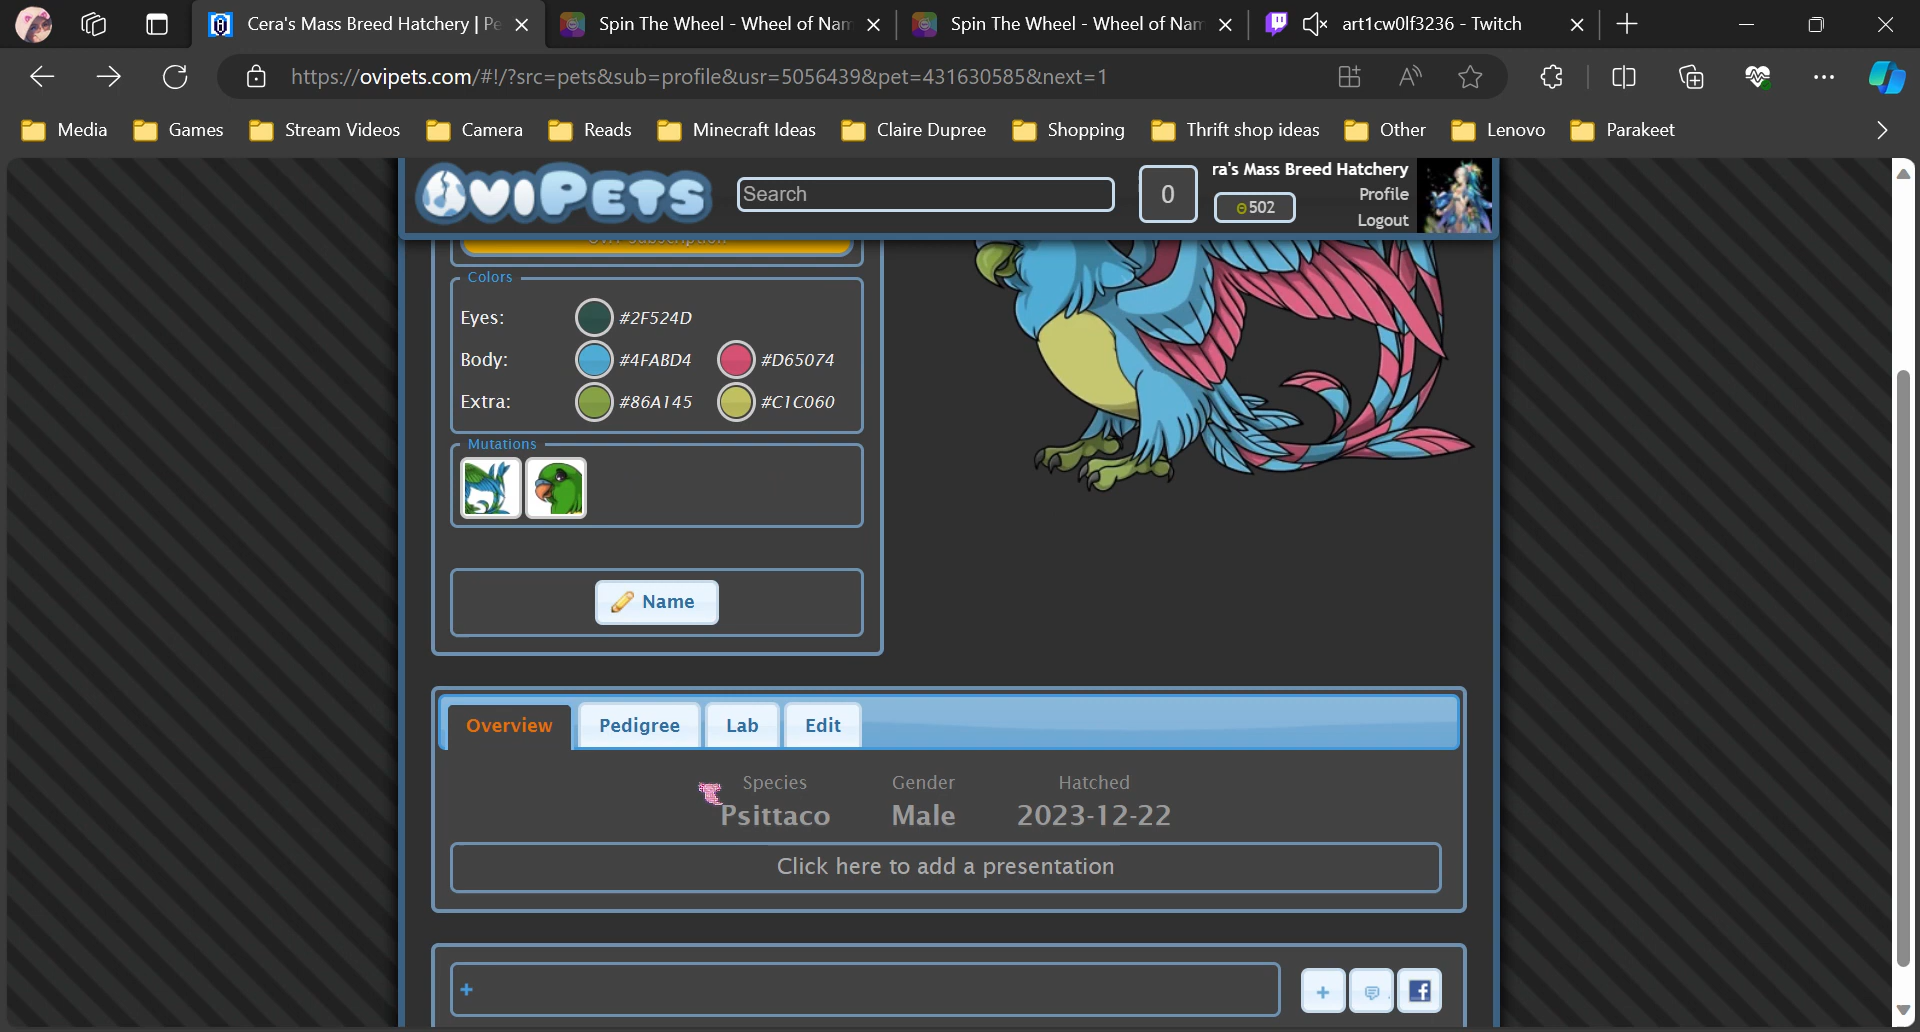 Cera's Mass Breed Hatchery | Pe
Spin The Wheel - Wheel of Nam
Spin The Wheel - Wheel of Nam
art1cw0lf3236 - Twitch
https://ovipets.com/#!/?src=pets&sub=profile&usr=5056439&pet=431630585&next=1
Media
Games
Stream Videos
Camera
Reads
Minecraft Ideas
Claire Dupree
Shopping
Thrift shop ideas
Other
Lenovo
Parakeet
OviPets
Search
0
ra's Mass Breed Hatchery
502
Profile
Logout
Subscription
Colors
Eyes: #2F524D
Body: #4FABD4 #D65074
Extra: #86A145 #C1C060
Mutations
Name
Overview Pedigree Lab Edit
Species Gender Hatched
Psittaco Male 2023-12-22
Click here to add a presentation